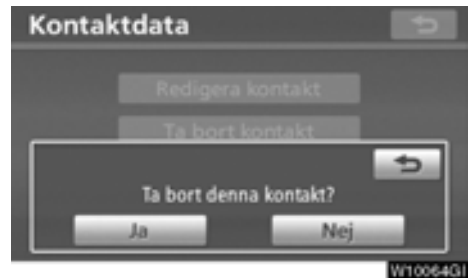 Kontaktdata
Redigera kontakt
Ta bort kontakt
Ta bort denna kontakt?
Ja Nej
W10064GI